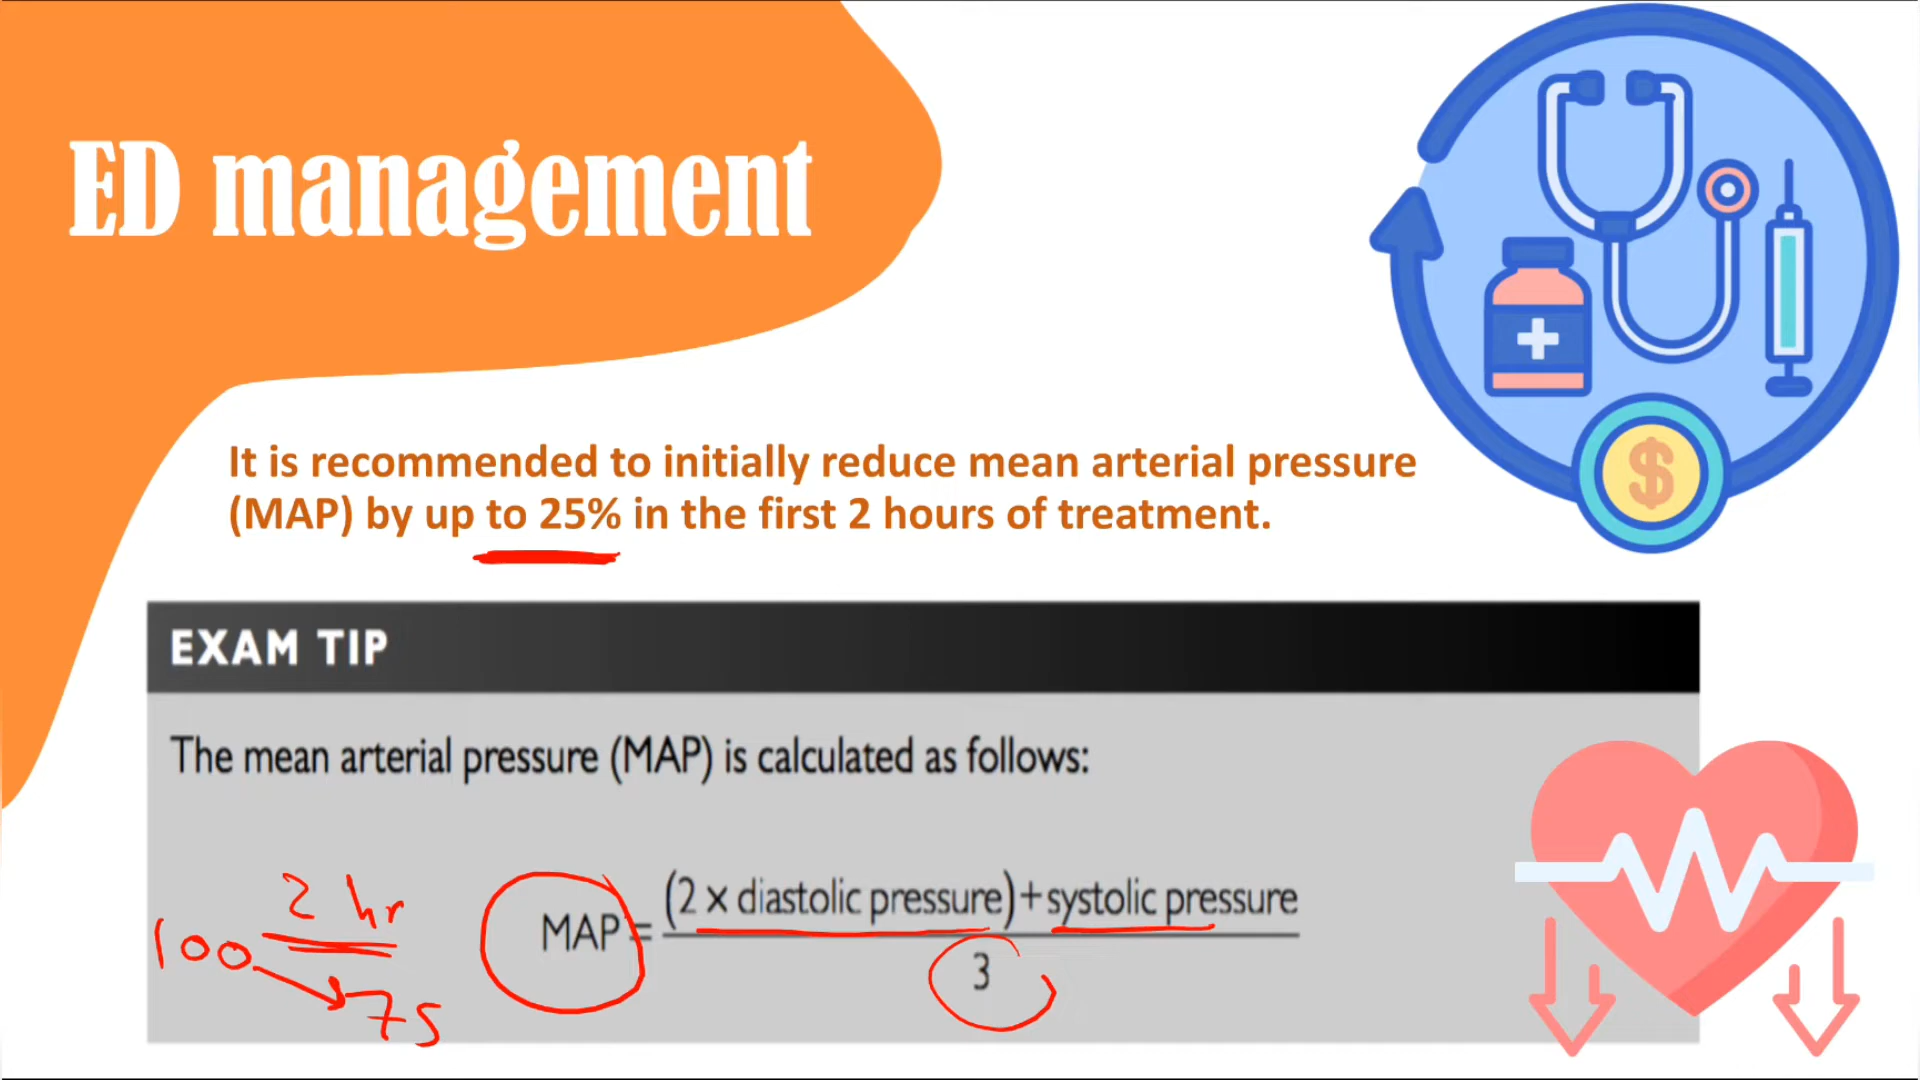 ED management
It is recommended to initially reduce mean arterial pressure
(MAP) by up to 25% in the first 2 hours of treatment.
EXAM TIP
The mean arterial pressure (MAP) is calculated as follows:
MAP = (2 × diastolic pressure) + systolic pressure
3
2 hr
100
75
$